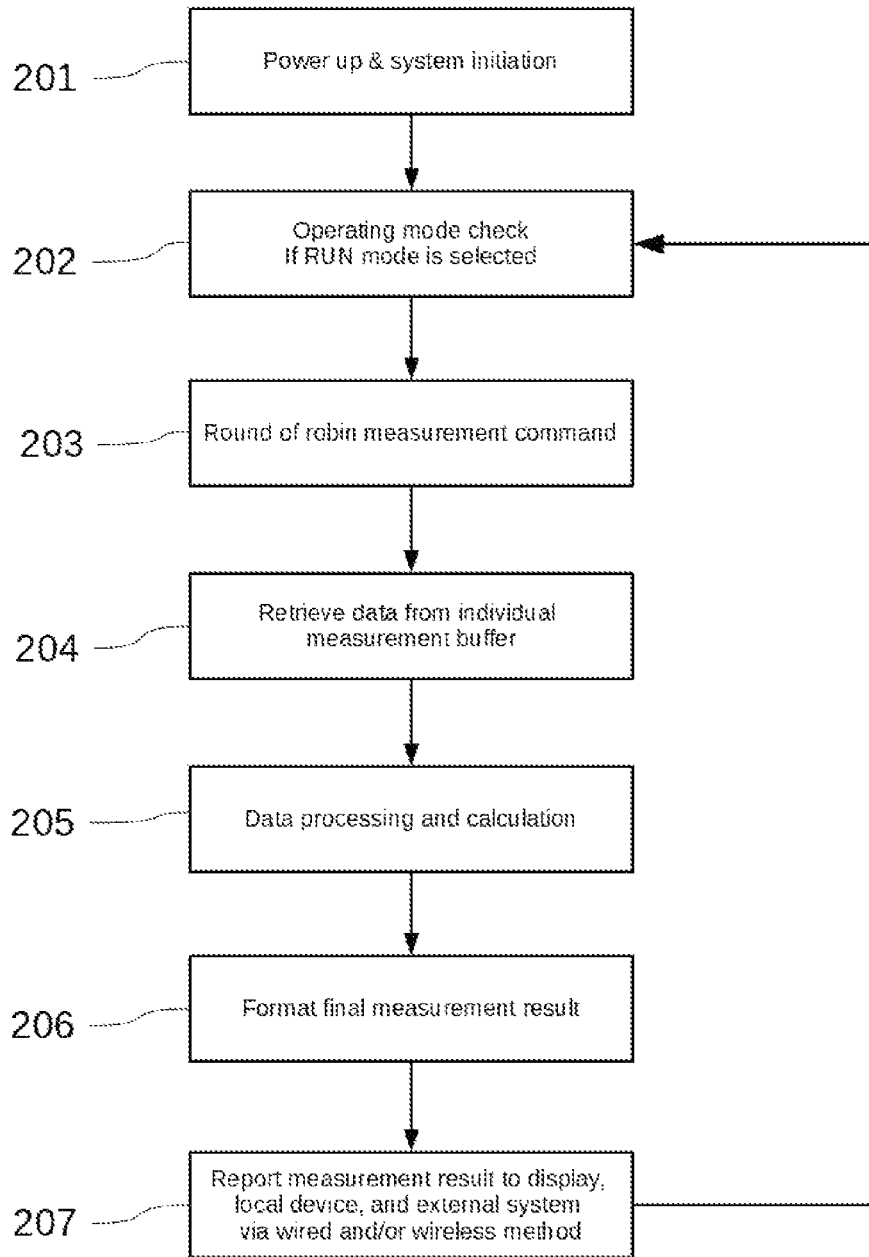 201
Power up & system initiation
202
Operating mode check
If RUN mode is selected
203
Round of robin measurement command
204
Retrieve data from individual
measurement buffer
205
Data processing and calculation
206
Format final measurement result
207
Report measurement result to display,
local device, and external system
via wired and/or wireless method